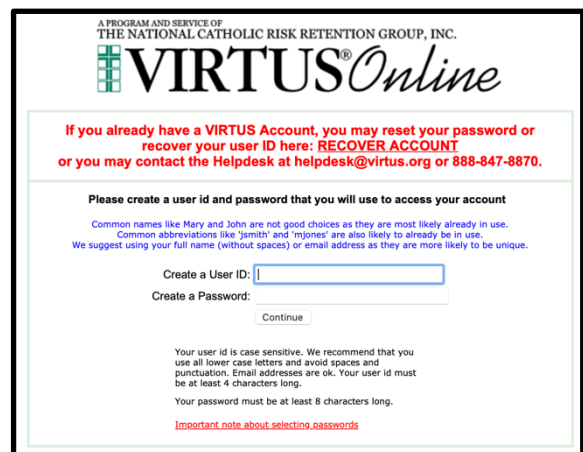 A PROGRAM AND SERVICE OF
THE NATIONAL CATHOLIC RISK RETENTION GROUP, INC.
VIRTUS® Online
If you already have a VIRTUS Account, you may reset your password or
recover your user ID here: RECOVER ACCOUNT
or you may contact the Helpdesk at helpdesk@virtus.org or 888-847-8870.
Please create a user id and password that you will use to access your account
Common names like Mary and John are not good choices as they are most likely already in use.
Common abbreviations like 'jsmith' and 'mjones' are also likely to already be in use.
We suggest using your full name (without spaces) or email address as they are more likely to be unique.
Create a User ID:
Create a Password:
Continue
Your user id is case sensitive. We recommend that you
use all lower case letters and avoid spaces and
punctuation. Email addresses are ok. Your user id must
be at least 4 characters long.
Your password must be at least 8 characters long.
Important note about selecting passwords